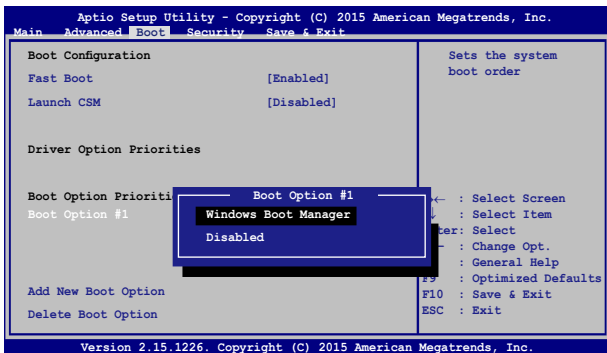 Aptio Setup Utility - Copyright (C) 2015 American Megatrends, Inc.
Main Advanced Boot Security Save & Exit
Boot Configuration
Fast Boot [Enabled]
Launch CSM [Disabled]
Driver Option Priorities
Boot Option Prioriti
Boot Option #1
Add New Boot Option
Delete Boot Option
Boot Option #1
Windows Boot Manager
Disabled
Sets the system
boot order
→← : Select Screen
↓ : Select Item
ter: Select
— : Change Opt.
: General Help
F9 : Optimized Defaults
F10 : Save & Exit
ESC : Exit
Version 2.15.1226. Copyright (C) 2015 American Megatrends, Inc.